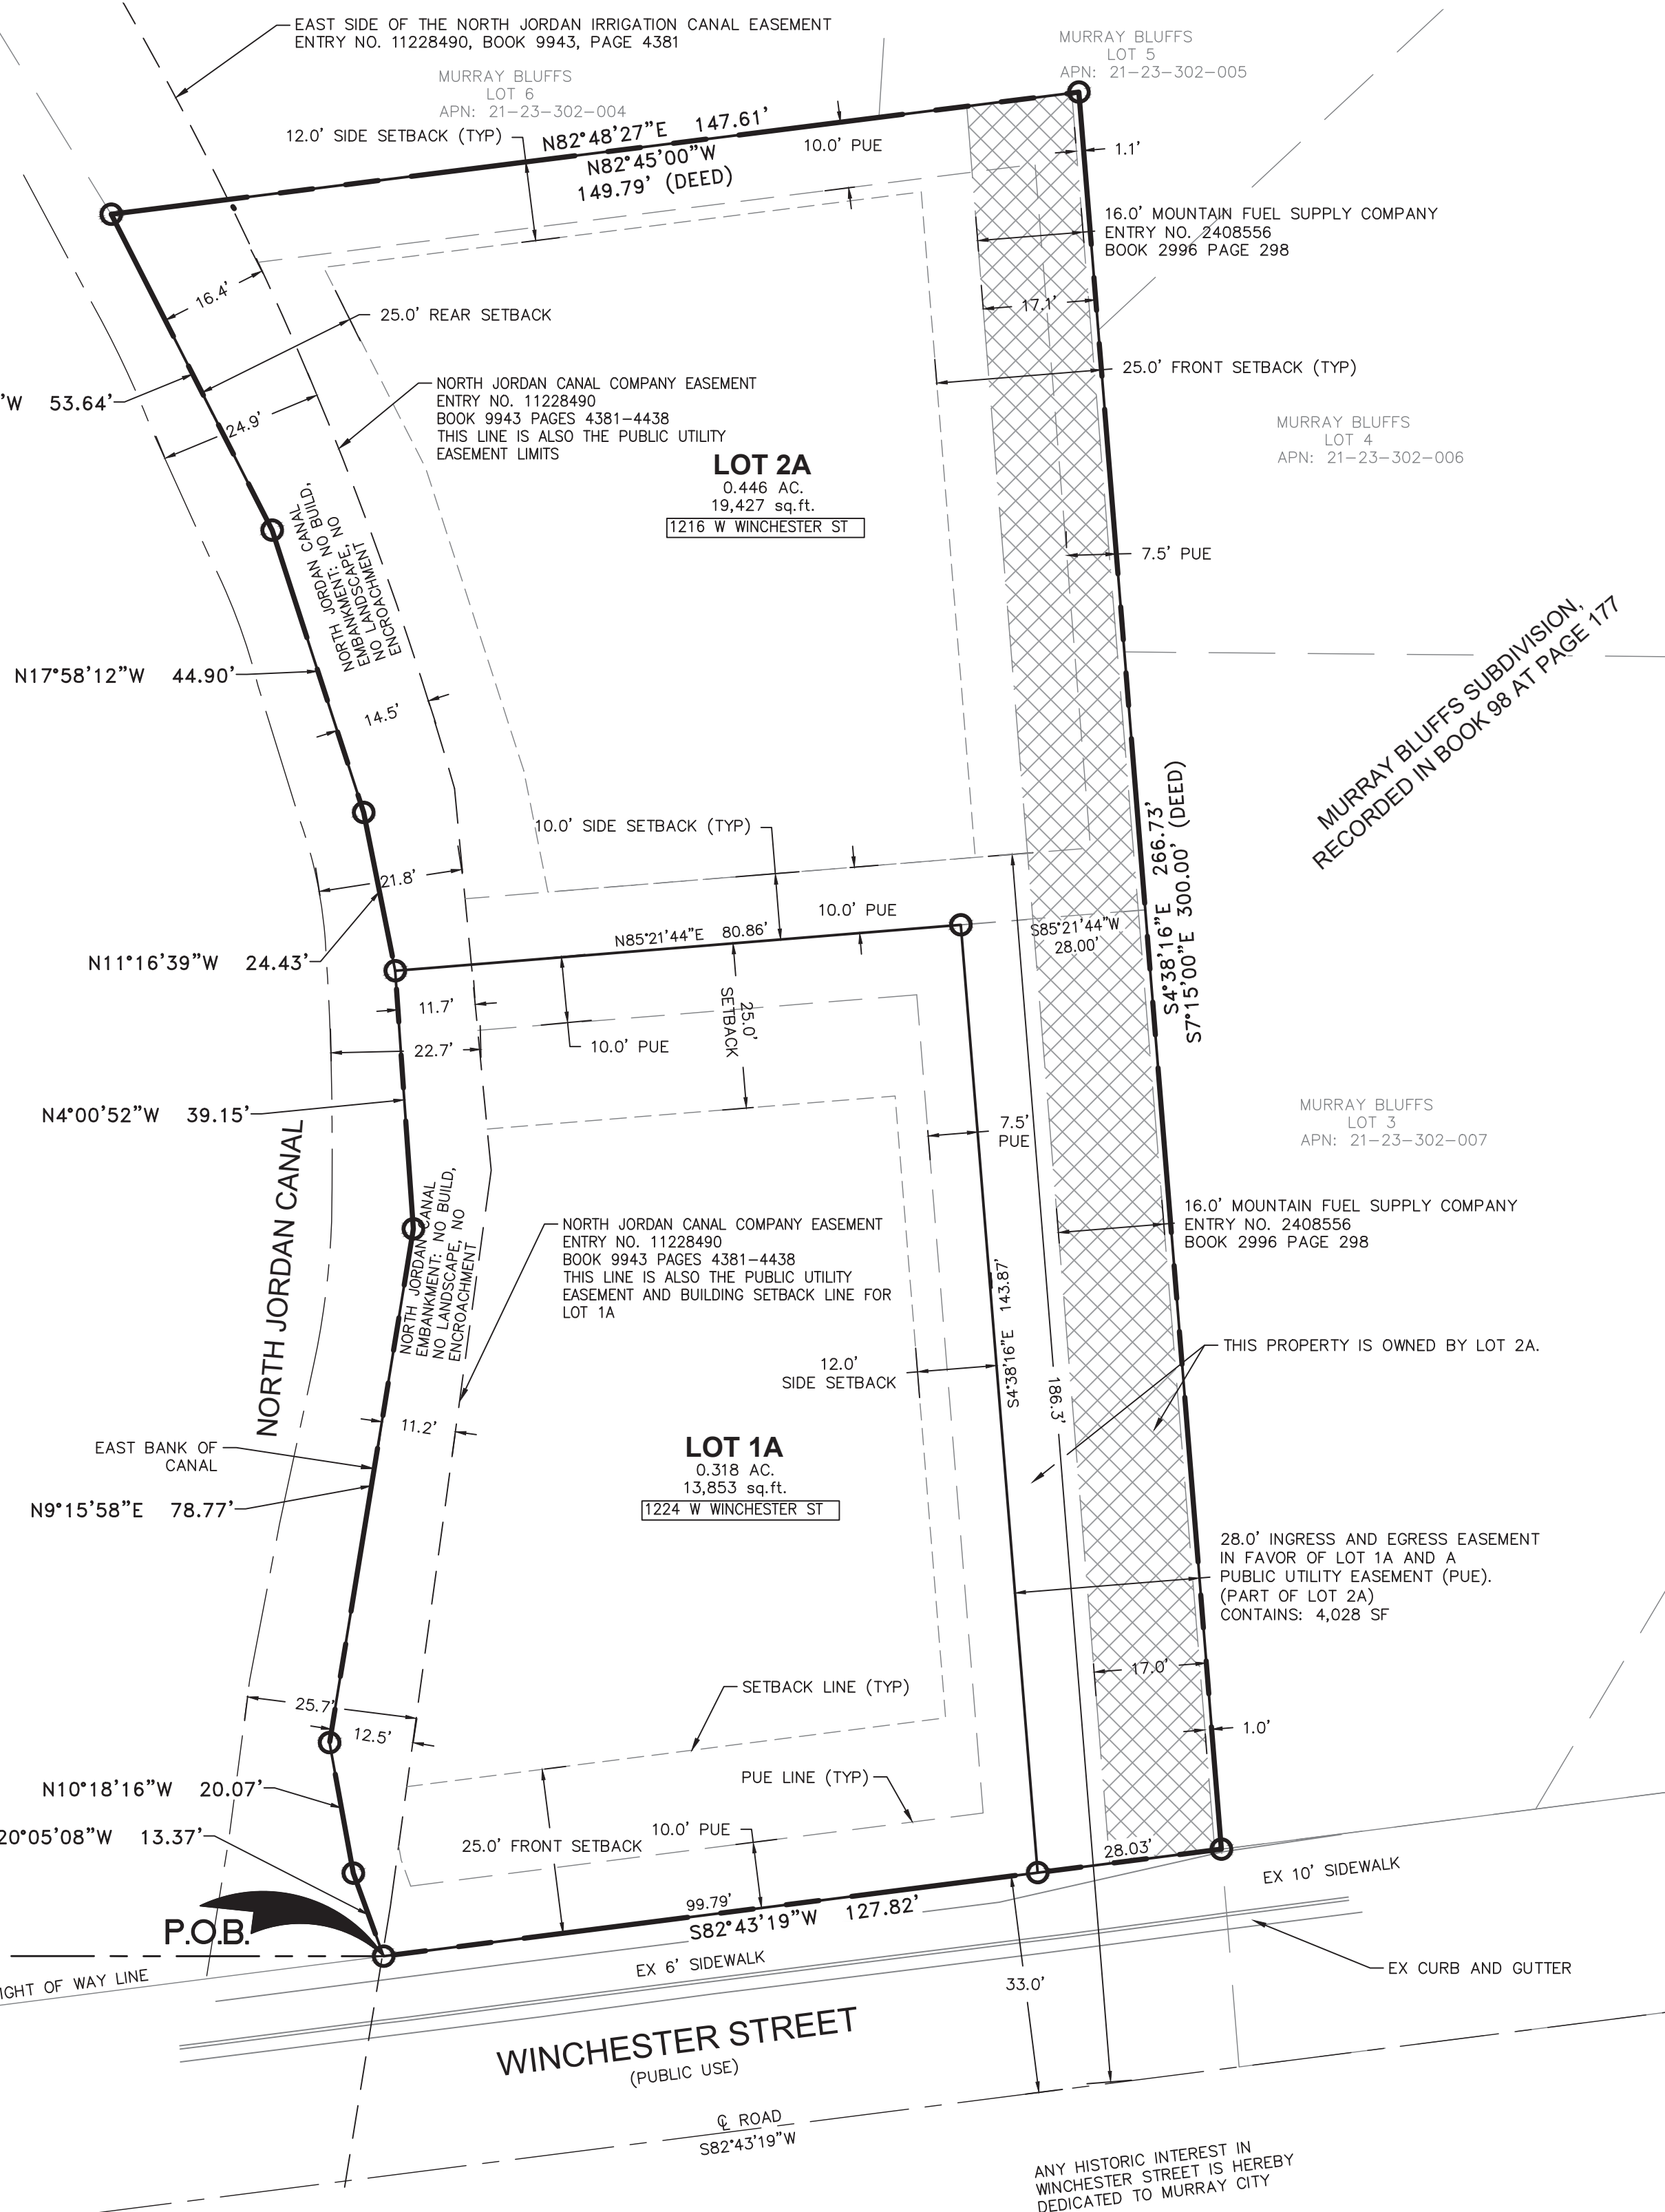 EAST SIDE OF THE NORTH JORDAN IRRIGATION CANAL EASEMENT
ENTRY NO. 11228490, BOOK 9943, PAGE 4381
MURRAY BLUFFS
LOT 5
APN: 21-23-302-005
MURRAY BLUFFS
LOT 6
APN: 21-23-302-004
12.0' SIDE SETBACK (TYP)
N82°48'27"E 147.61'
N82°45'00"W
149.79' (DEED)
10.0' PUE
1.1'
16.0' MOUNTAIN FUEL SUPPLY COMPANY
ENTRY NO. 2408556
BOOK 2996 PAGE 298
16.4'
17.1'
25.0' REAR SETBACK
25.0' FRONT SETBACK (TYP)
'W 53.64'
24.9'
NORTH JORDAN CANAL COMPANY EASEMENT
ENTRY NO. 11228490
BOOK 9943 PAGES 4381-4438
THIS LINE IS ALSO THE PUBLIC UTILITY
EASEMENT LIMITS
MURRAY BLUFFS
LOT 4
APN: 21-23-302-006
LOT 2A
0.446 AC.
19,427 sq.ft.
1216 W WINCHESTER ST
NORTH JORDAN CANAL
EMBANKMENT: NO BUILD,
NO LANDSCAPE, NO
ENCROACHMENT
7.5' PUE
MURRAY BLUFFS SUBDIVISION,
RECORDED IN BOOK 98 AT PAGE 177
N17°58'12"W 44.90'
14.5'
S4°38'16"E 266.73'
S7°15'00"E 300.00' (DEED)
10.0' SIDE SETBACK (TYP)
21.8'
10.0' PUE
N85°21'44"E 80.86'
S85°21'44"W
28.00'
N11°16'39"W 24.43'
11.7'
22.7'
10.0' PUE
25.0'
SETBACK
N4°00'52"W 39.15'
7.5'
PUE
MURRAY BLUFFS
LOT 3
APN: 21-23-302-007
NORTH JORDAN CANAL
NORTH JORDAN CANAL
EMBANKMENT: NO BUILD,
NO LANDSCAPE, NO
ENCROACHMENT
NORTH JORDAN CANAL COMPANY EASEMENT
ENTRY NO. 11228490
BOOK 9943 PAGES 4381-4438
THIS LINE IS ALSO THE PUBLIC UTILITY
EASEMENT AND BUILDING SETBACK LINE FOR
LOT 1A
16.0' MOUNTAIN FUEL SUPPLY COMPANY
ENTRY NO. 2408556
BOOK 2996 PAGE 298
S4°38'16"E 143.87'
186.3'
THIS PROPERTY IS OWNED BY LOT 2A.
12.0'
SIDE SETBACK
11.2'
EAST BANK OF
CANAL
LOT 1A
0.318 AC.
13,853 sq.ft.
1224 W WINCHESTER ST
N9°15'58"E 78.77'
28.0' INGRESS AND EGRESS EASEMENT
IN FAVOR OF LOT 1A AND A
PUBLIC UTILITY EASEMENT (PUE).
(PART OF LOT 2A)
CONTAINS: 4,028 SF
17.0'
SETBACK LINE (TYP)
25.7'
12.5'
1.0'
N10°18'16"W 20.07'
PUE LINE (TYP)
20°05'08"W 13.37'
25.0' FRONT SETBACK
10.0' PUE
28.03'
EX 10' SIDEWALK
P.O.B.
99.79'
S82°43'19"W 127.82'
EX 6' SIDEWALK
IGHT OF WAY LINE
EX CURB AND GUTTER
33.0'
WINCHESTER STREET
(PUBLIC USE)
℄ ROAD
S82°43'19"W
ANY HISTORIC INTEREST IN
WINCHESTER STREET IS HEREBY
DEDICATED TO MURRAY CITY